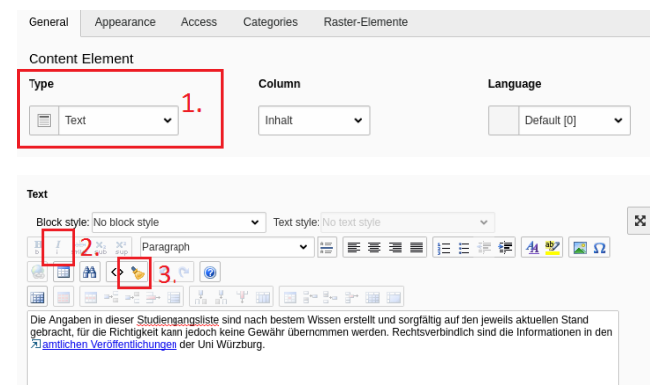 General Appearance Access Categories Raster-Elemente
Content Element
Type Column Language
1.
Text Inhalt Default [0]
Text
Block style: No block style Text style: No text style
2. Paragraph
3.
Die Angaben in dieser Studiengangsliste sind nach bestem Wissen erstellt und sorgfältig auf den jeweils aktuellen Stand
gebracht, für die Richtigkeit kann jedoch keine Gewähr übernommen werden. Rechtsverbindlich sind die Informationen in den
amtlichen Veröffentlichungen der Uni Würzburg.